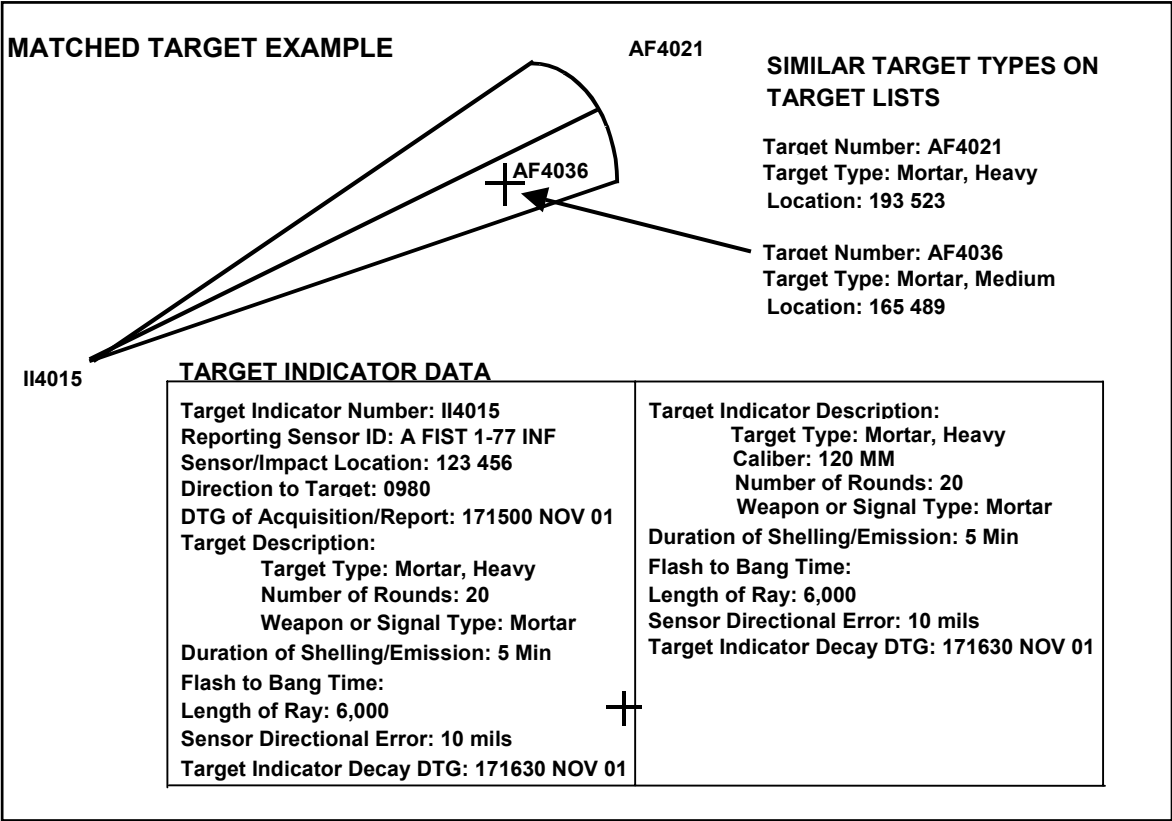 MATCHED TARGET EXAMPLE
AF4021
SIMILAR TARGET TYPES ON
TARGET LISTS
Target Number: AF4021
Target Type: Mortar, Heavy
Location: 193 523
AF4036
Target Number: AF4036
Target Type: Mortar, Medium
Location: 165 489
II4015
TARGET INDICATOR DATA
Target Indicator Number: II4015
Reporting Sensor ID: A FIST 1-77 INF
Sensor/Impact Location: 123 456
Direction to Target: 0980
DTG of Acquisition/Report: 171500 NOV 01
Target Description:
Target Type: Mortar, Heavy
Number of Rounds: 20
Weapon or Signal Type: Mortar
Duration of Shelling/Emission: 5 Min
Flash to Bang Time:
Length of Ray: 6,000
Sensor Directional Error: 10 mils
Target Indicator Decay DTG: 171630 NOV 01
Target Indicator Description:
Target Type: Mortar, Heavy
Caliber: 120 MM
Number of Rounds: 20
Weapon or Signal Type: Mortar
Duration of Shelling/Emission: 5 Min
Flash to Bang Time:
Length of Ray: 6,000
Sensor Directional Error: 10 mils
Target Indicator Decay DTG: 171630 NOV 01